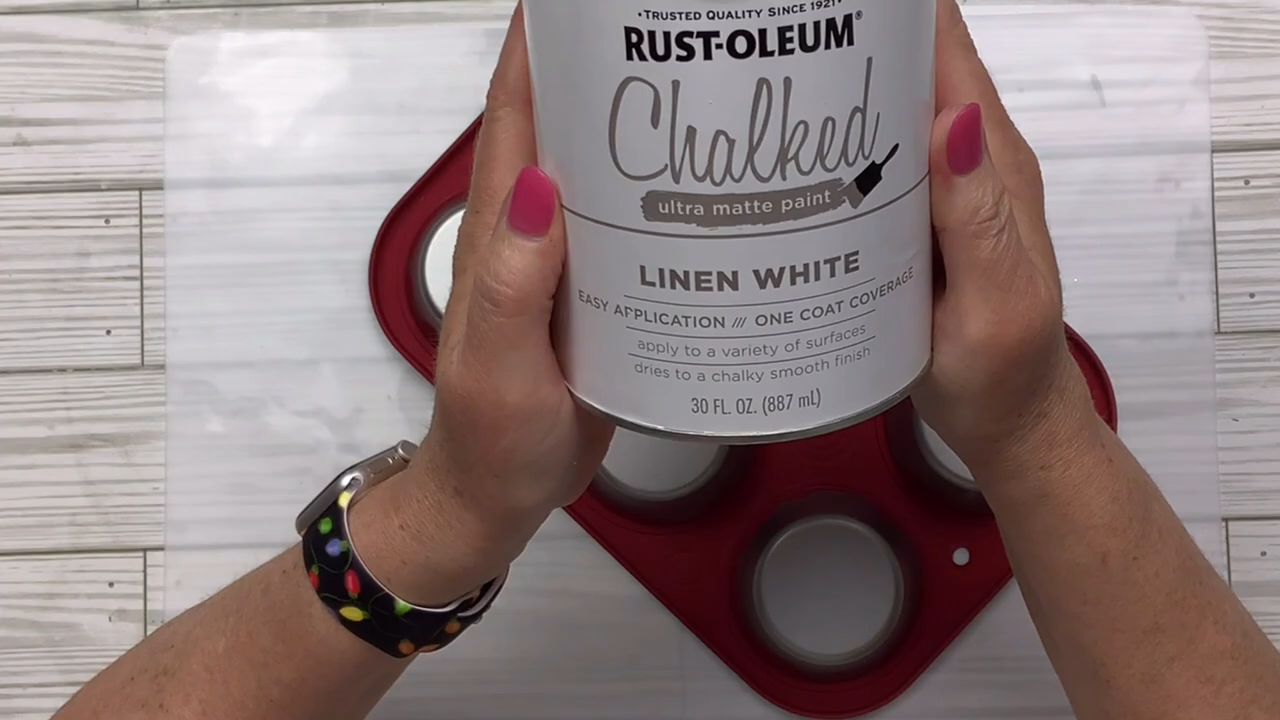 •TRUSTED QUALITY SINCE 1921•
RUST-OLEUM®
Chalked
ultra matte paint
LINEN WHITE
EASY APPLICATION /// ONE COAT COVERAGE
apply to a variety of surfaces
dries to a chalky smooth finish
30 FL. OZ. (887 mL)